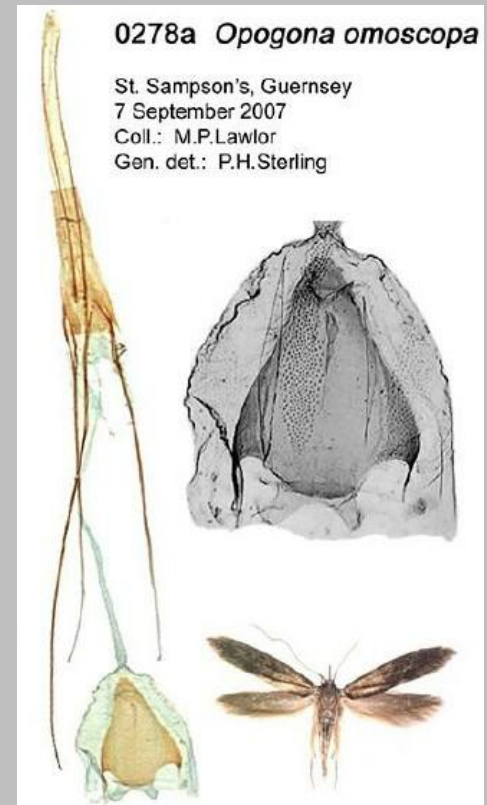 0278a Opogona omoscopa
St. Sampson's, Guernsey
7 September 2007
Coll.: M.P.Lawlor
Gen. det.: P.H.Sterling